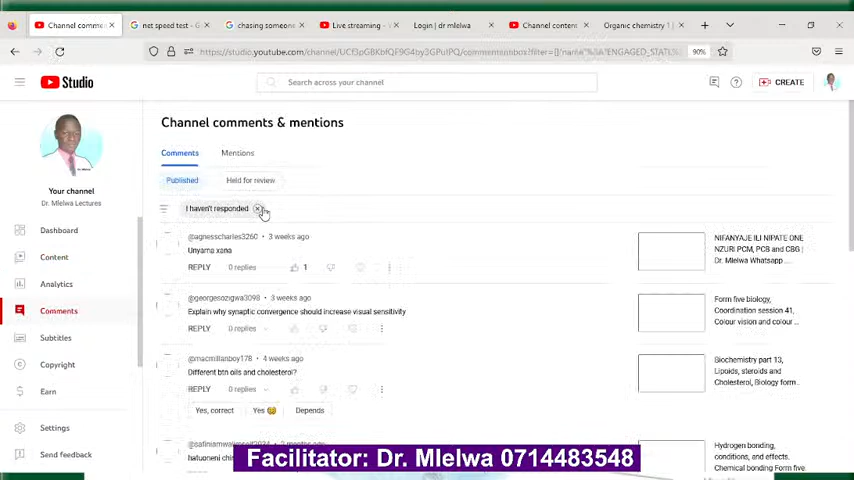 Channel comme
net speed test - G
chasing someone
Live streaming - Y
Login | dr mlelwa
Channel content
Organic chemistry 1 |
90%
Studio
Search across your channel
CREATE
Channel comments & mentions
Comments
Mentions
Published
Held for review
I haven't responded
Your channel
Dr. Mlelwa Lectures
Dashboard
Content
Analytics
Comments
Subtitles
Copyright
Earn
Settings
Send feedback
@agnesscharles3260 • 3 weeks ago
Unyama xana
REPLY 0 replies 1
NIFANYAJE ILI NIPATE ONE
NZURI PCM, PCB and CBG |
Dr. Mlelwa Whatsapp ...
@georgesozigwa3098 • 3 weeks ago
Explain why synaptic convergence should increase visual sensitivity
REPLY 0 replies
Form five biology,
Coordination session 41,
Colour vision and colour ...
@macmillanboy178 • 4 weeks ago
Different btn oils and cholesterol?
REPLY 0 replies
Yes, correct
Yes 😊
Depends
Biochemistry part 13,
Lipoids, steroids and
Cholesterol, Biology form...
Hydrogen bonding,
conditions, and effects.
Chemical bonding Form Five
Facilitator: Dr. Mlelwa 0714483548